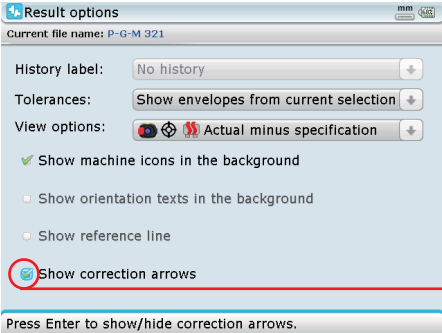 Result options
mm
Current file name: P-G-M 321
History label: No history
Tolerances: Show envelopes from current selection
View options: Actual minus specification
Show machine icons in the background
Show orientation texts in the background
Show reference line
Show correction arrows
Press Enter to show/hide correction arrows.